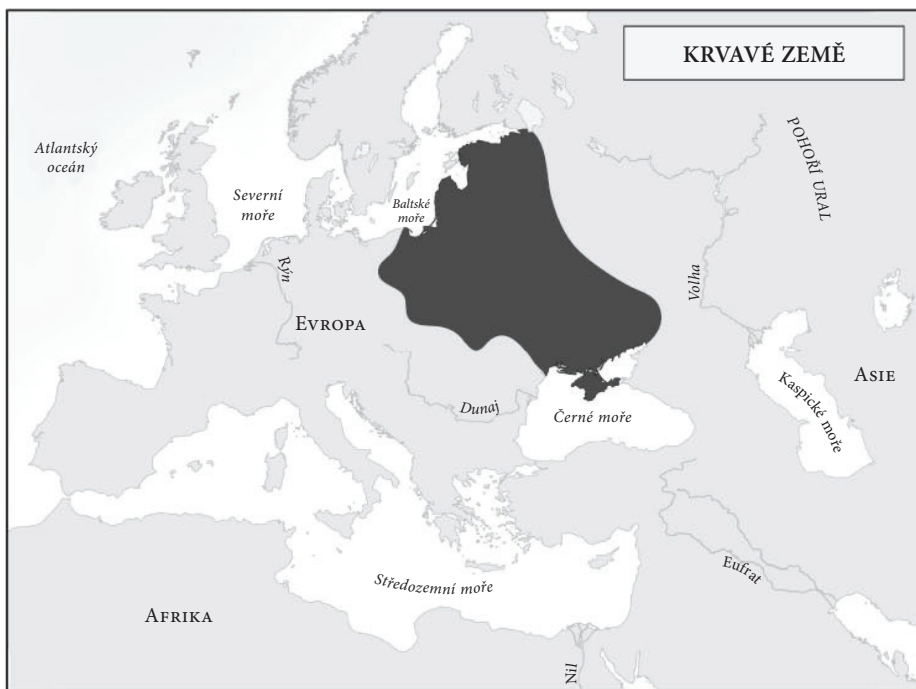 KRVAVÉ ZEMĚ
Atlantský
oceán
Severní
moře
Baltské
moře
POHOŘÍ URAL
Rýn
Volha
EVROPA
ASIE
Kaspické moře
Dunaj
Černé moře
Eufrat
Středozemní moře
AFRIKA
Nil